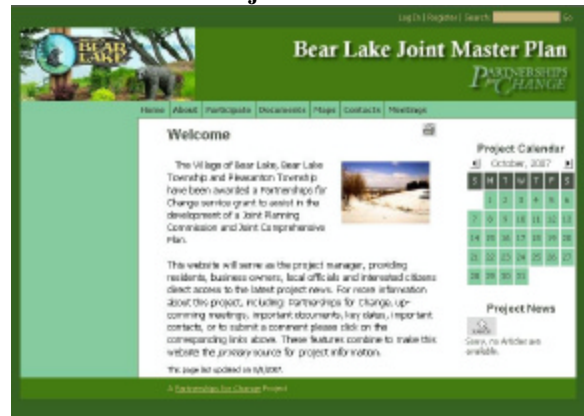 Log In | Register | Search: Go
BEAR
LAKE
Bear Lake Joint Master Plan
PARTNERSHIPS
for CHANGE
Home About Participate Documents Maps Contacts Meetings
Welcome
The Village of Bear Lake, Bear Lake
Township and Pleasanton Township
have been awarded a Partnerships for
Change service grant to assist in the
development of a Joint Planning
Commission and Joint Comprehensive
Plan.
This website will serve as the project manager, providing
residents, business owners, local officials and interested citizens
direct access to the latest project news. For more information
about this project, including: Partnerships for Change, up-
comming meetings, important documents, key dates, important
contacts, or to submit a comment please click on the
corresponding links above. These features combine to make this
website the primary source for project information.
This page last updated on
A Partnerships for Change Project
Project Calendar
October, 2007
S M T W T F S
1 2 3 4 5 6
7 8 9 10 11 12 13
14 15 16 17 18 19 20
21 22 23 24 25 26 27
28 29 30 31
Project News
Sorry, no Articles are
available.